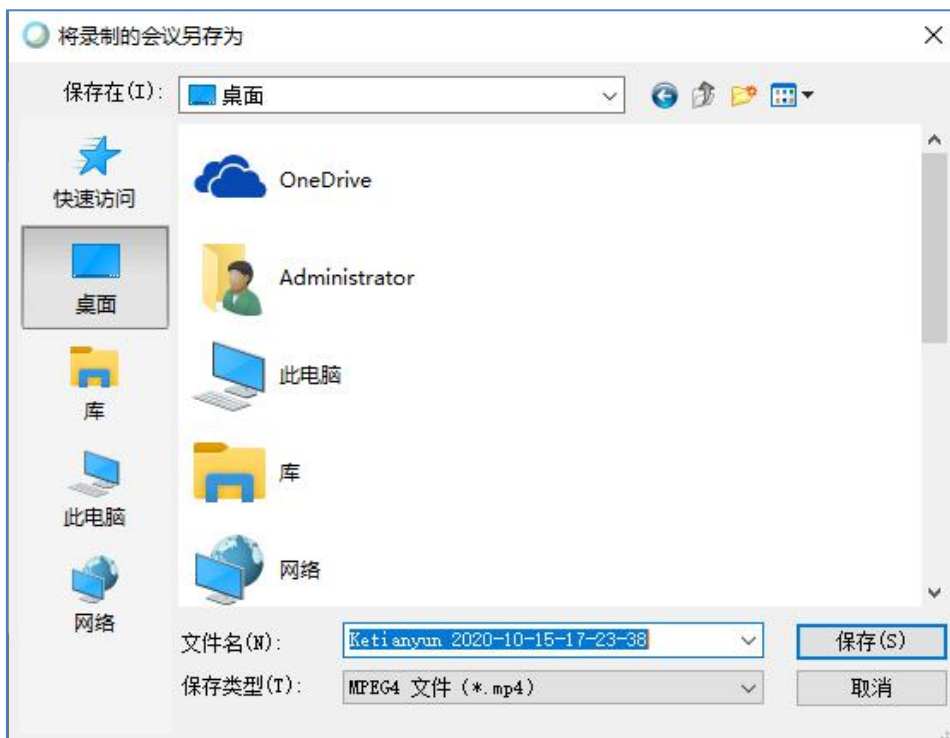 将录制的会议另存为
保存在(I):
桌面
快速访问
桌面
库
此电脑
网络
OneDrive
Administrator
此电脑
库
网络
文件名(N):
Ketianyun 2020-10-15-17-23-38
保存(S)
保存类型(T):
MPEG4 文件 (*.mp4)
取消